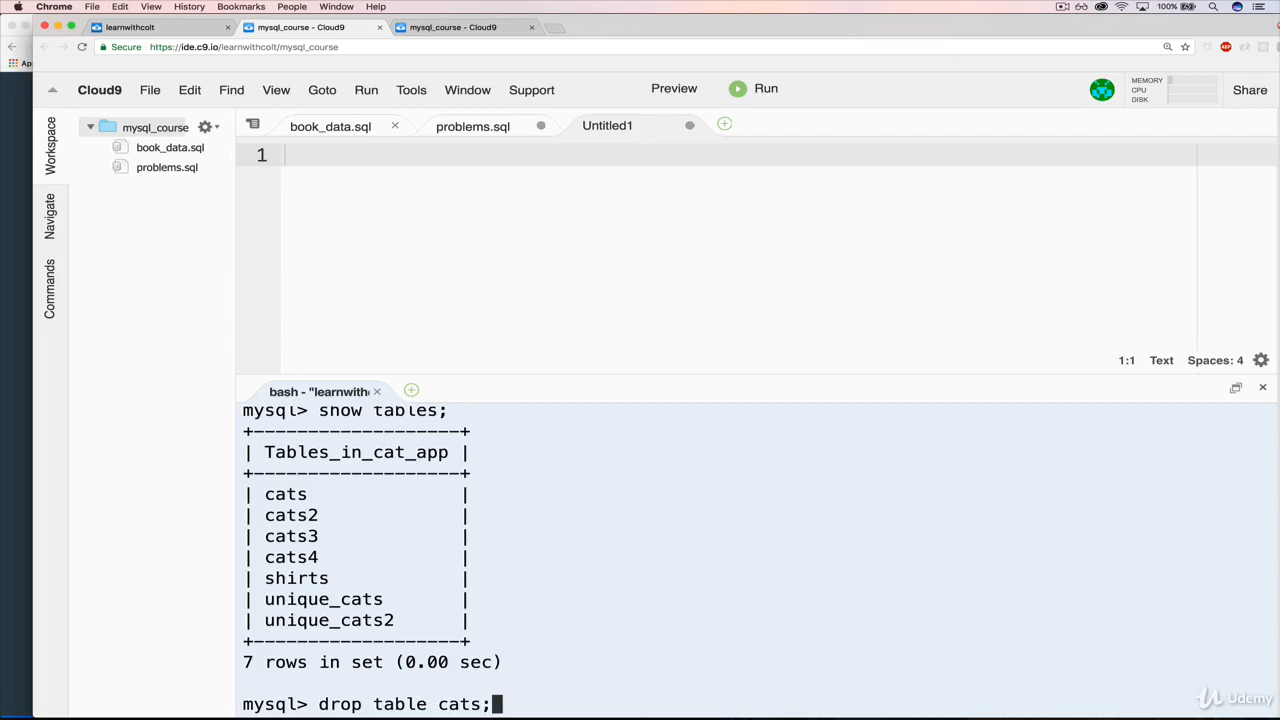 Chrome File Edit View History Bookmarks People Window Help 100%
learnwithcolt mysql_course - Cloud9 mysql_course - Cloud9
Secure https://ide.c9.io/learnwithcolt/mysql_course
Cloud9 File Edit Find View Goto Run Tools Window Support Preview Run MEMORY CPU DISK Share
Workspace
Navigate
Commands
mysql_course
book_data.sql
problems.sql
book_data.sql problems.sql Untitled1
1
1:1 Text Spaces: 4
bash - "learnwith
mysql> show tables;
+------------------+
| Tables_in_cat_app |
+------------------+
| cats |
| cats2 |
| cats3 |
| cats4 |
| shirts |
| unique_cats |
| unique_cats2 |
+------------------+
7 rows in set (0.00 sec)
mysql> drop table cats;
Udemy